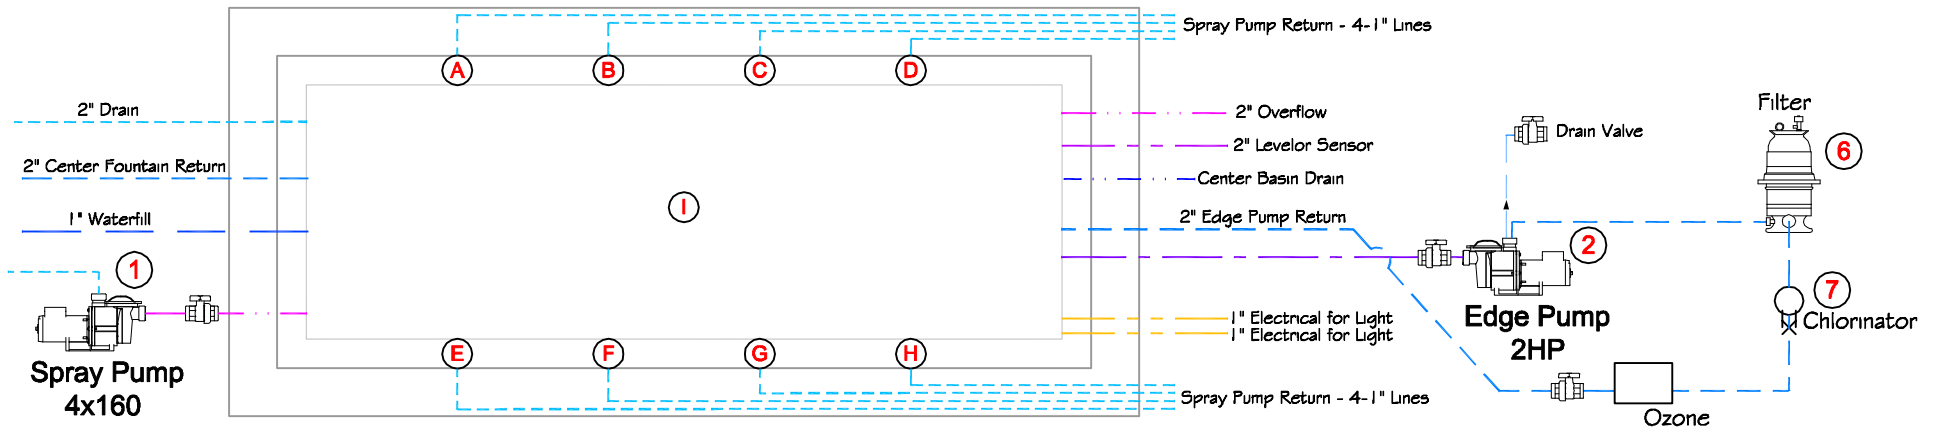 Spray Pump Return - 4-1" Lines
A
B
C
D
2" Drain
2" Center Fountain Return
1" Waterfill
1
Spray Pump
4x160
I
2" Overflow
2" Levelor Sensor
Center Basin Drain
2" Edge Pump Return
1" Electrical for Light
1" Electrical for Light
E
F
G
H
Spray Pump Return - 4-1" Lines
Drain Valve
2
Edge Pump
2HP
Filter
6
7
Chlorinator
Ozone